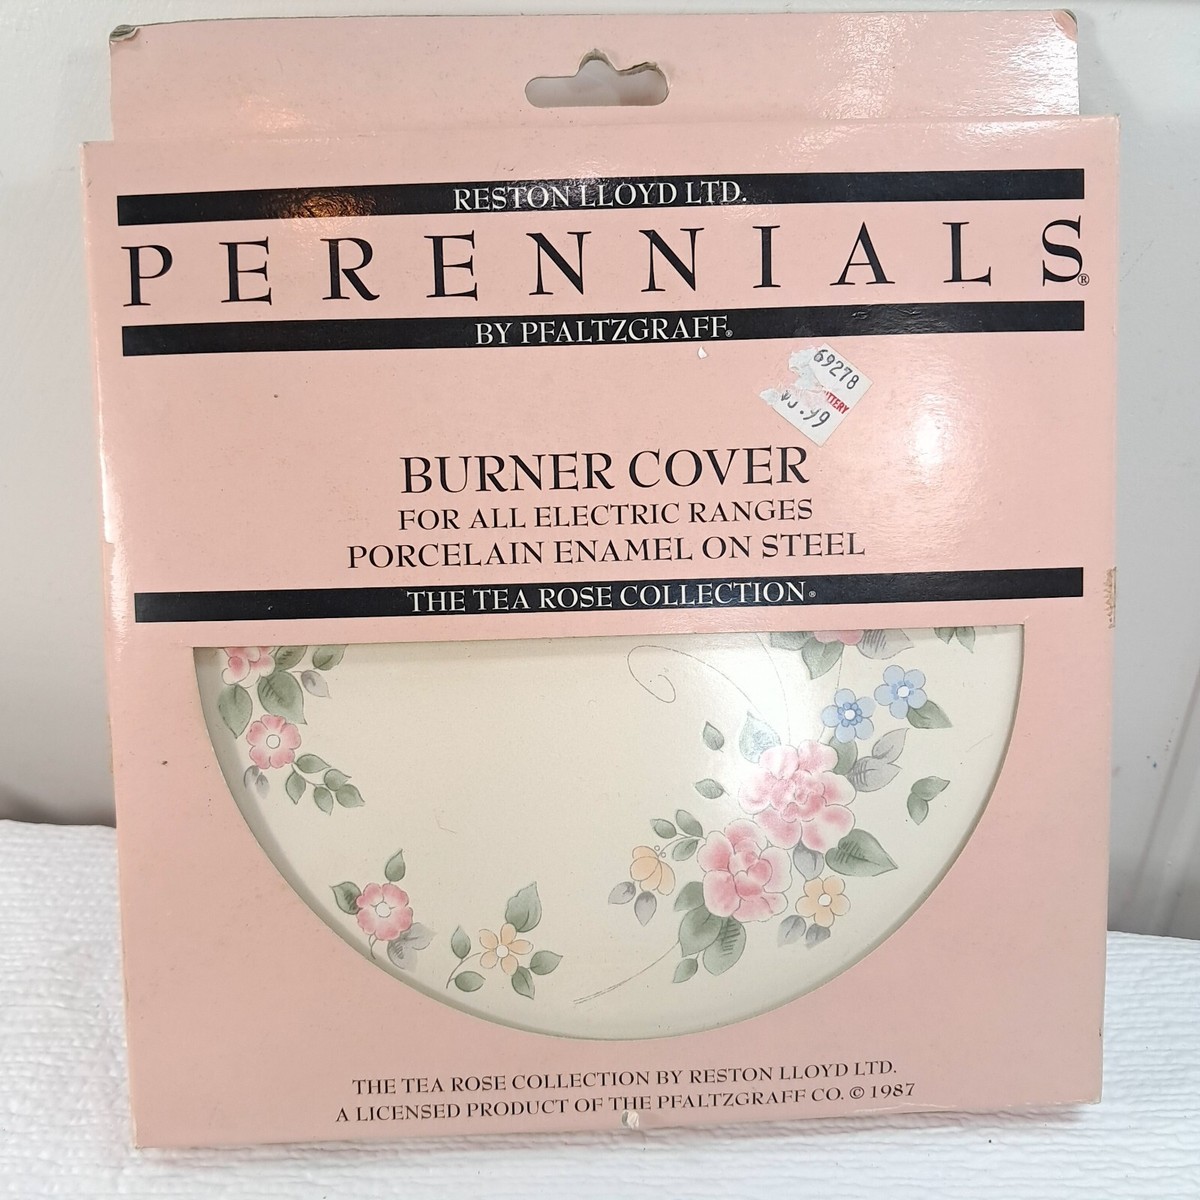 RESTON LLOYD LTD.
PERENNIALS®
BY PFALTZGRAFF®
69278
.99
BURNER COVER
FOR ALL ELECTRIC RANGES
PORCELAIN ENAMEL ON STEEL
THE TEA ROSE COLLECTION®
THE TEA ROSE COLLECTION BY RESTON LLOYD LTD.
A LICENSED PRODUCT OF THE PFALTZGRAFF CO. © 1987